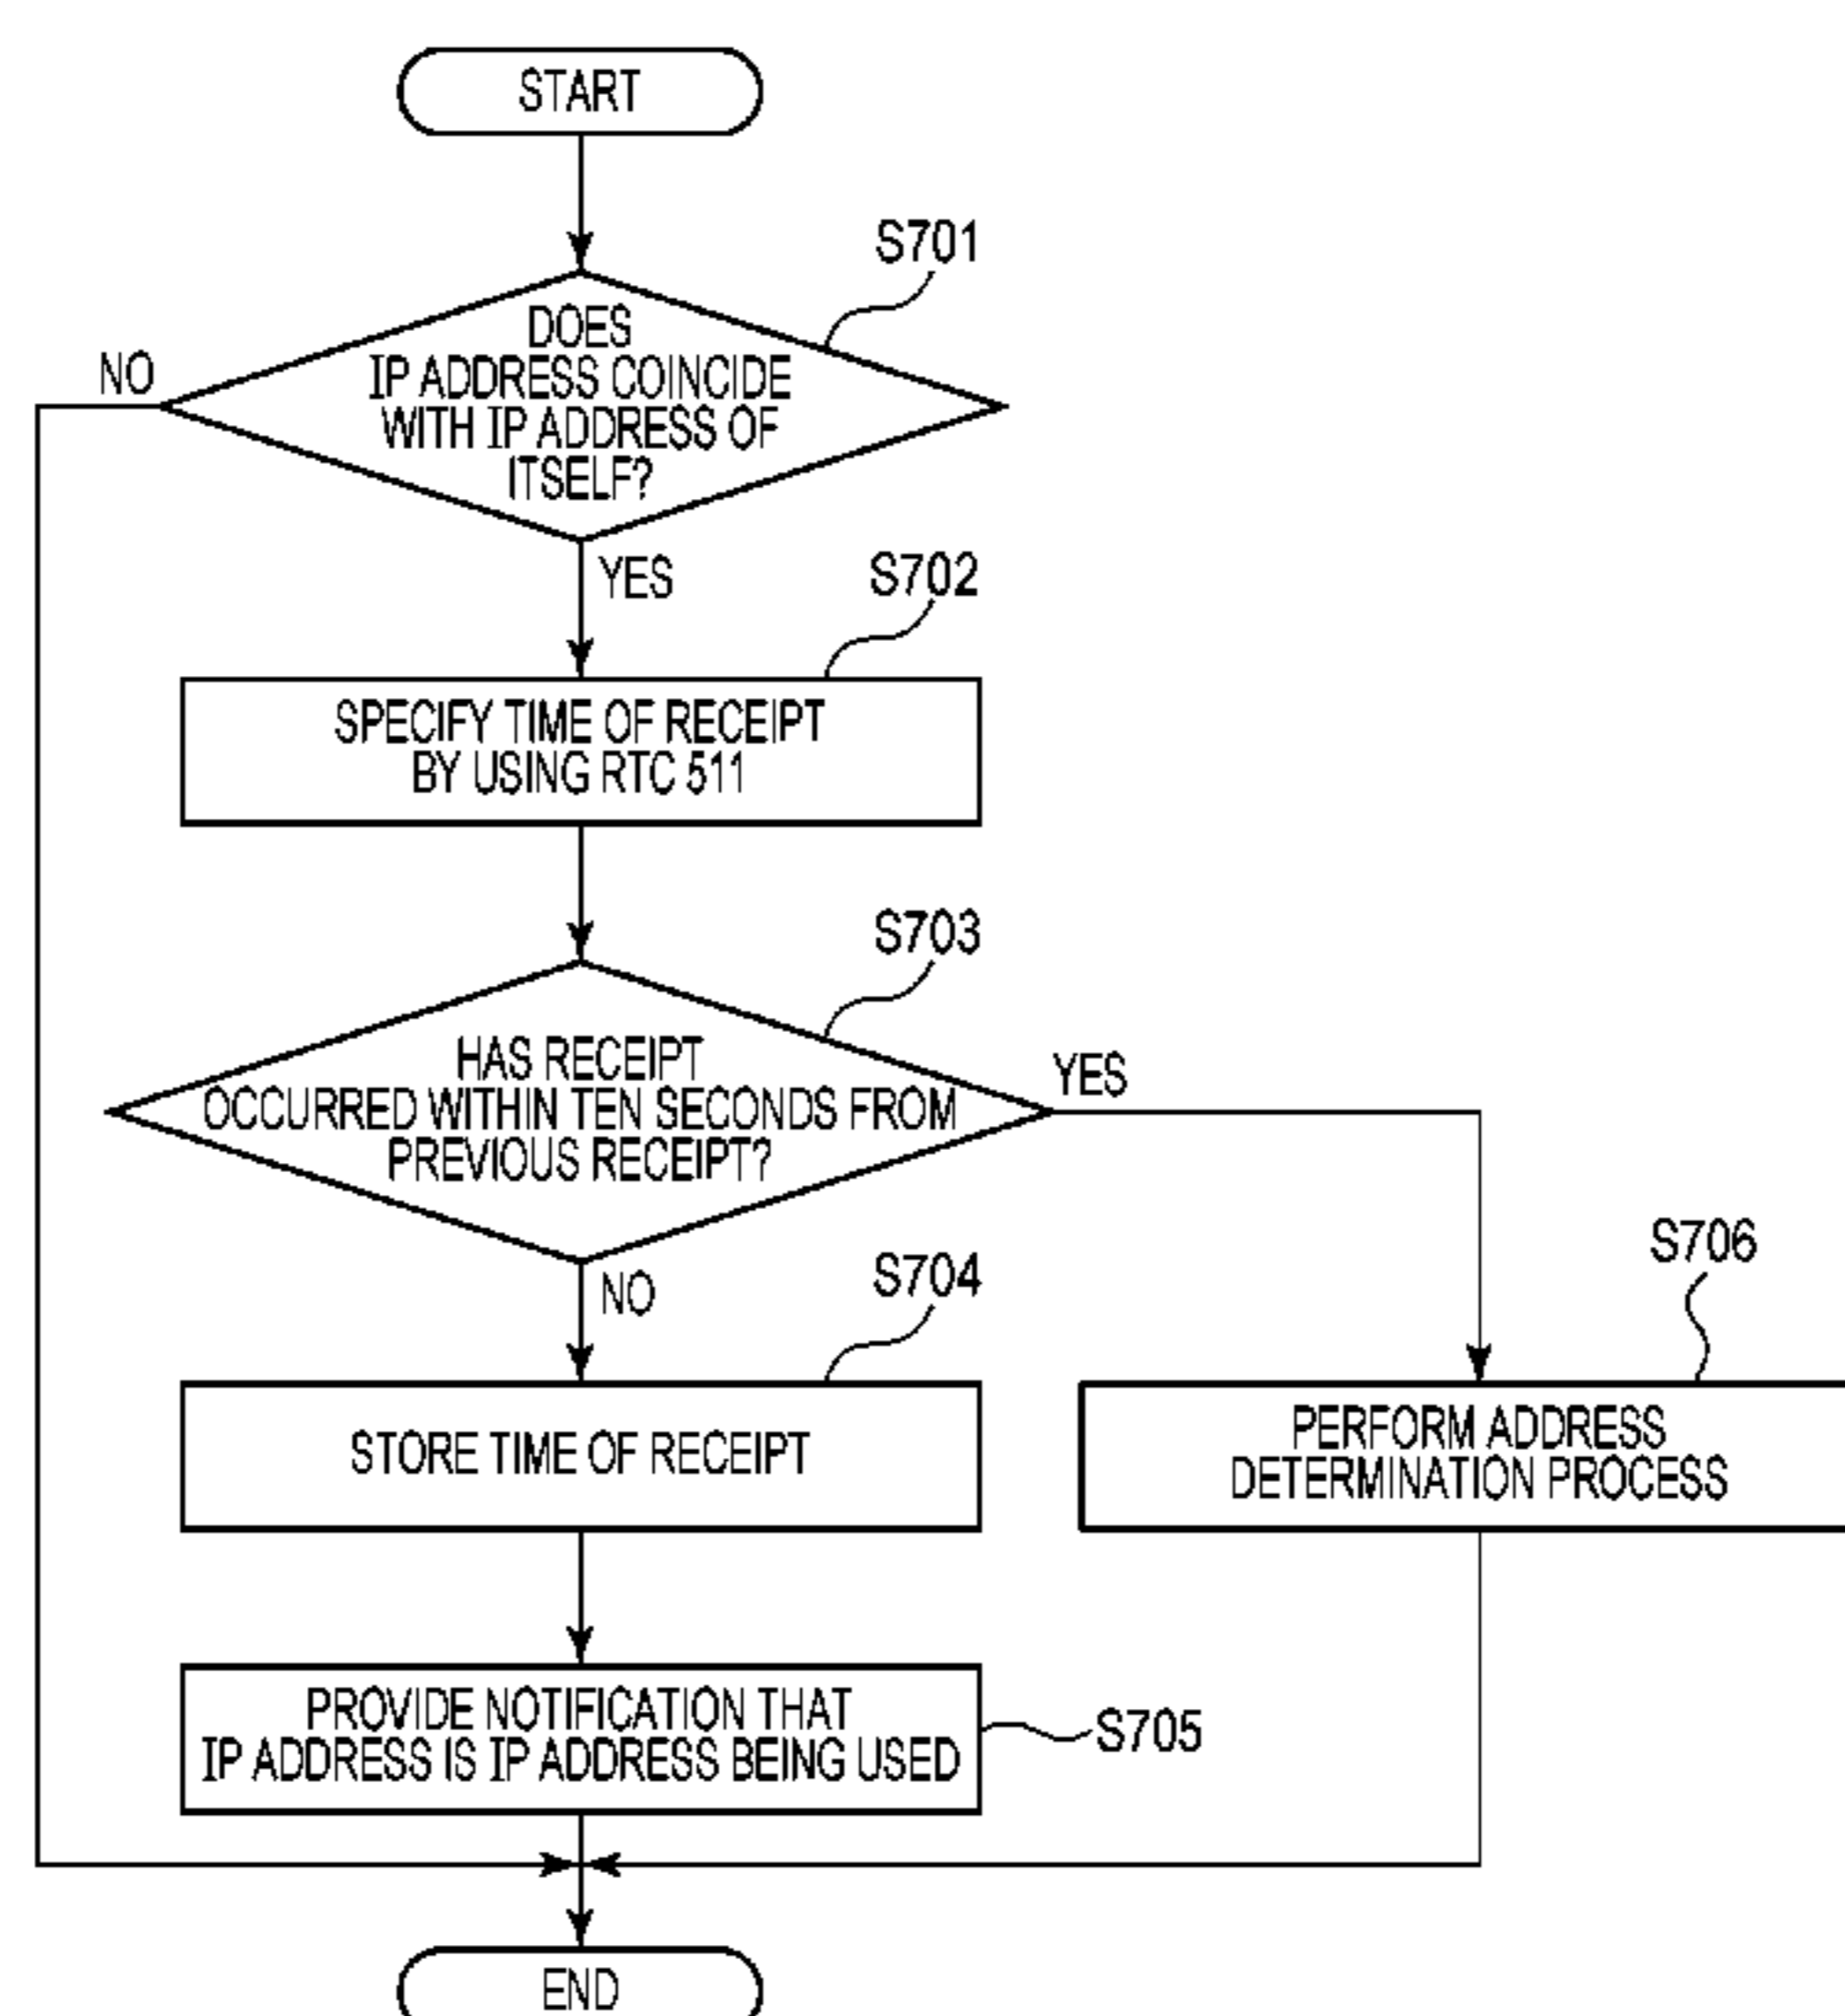 START
S701
DOES
IP ADDRESS COINCIDE
WITH IP ADDRESS OF
ITSELF?
NO
YES
S702
SPECIFY TIME OF RECEIPT
BY USING RTC 511
S703
HAS RECEIPT
OCCURRED WITHIN TEN SECONDS FROM
PREVIOUS RECEIPT?
YES
NO
S704
STORE TIME OF RECEIPT
S706
PERFORM ADDRESS
DETERMINATION PROCESS
PROVIDE NOTIFICATION THAT
IP ADDRESS IS IP ADDRESS BEING USED
S705
END